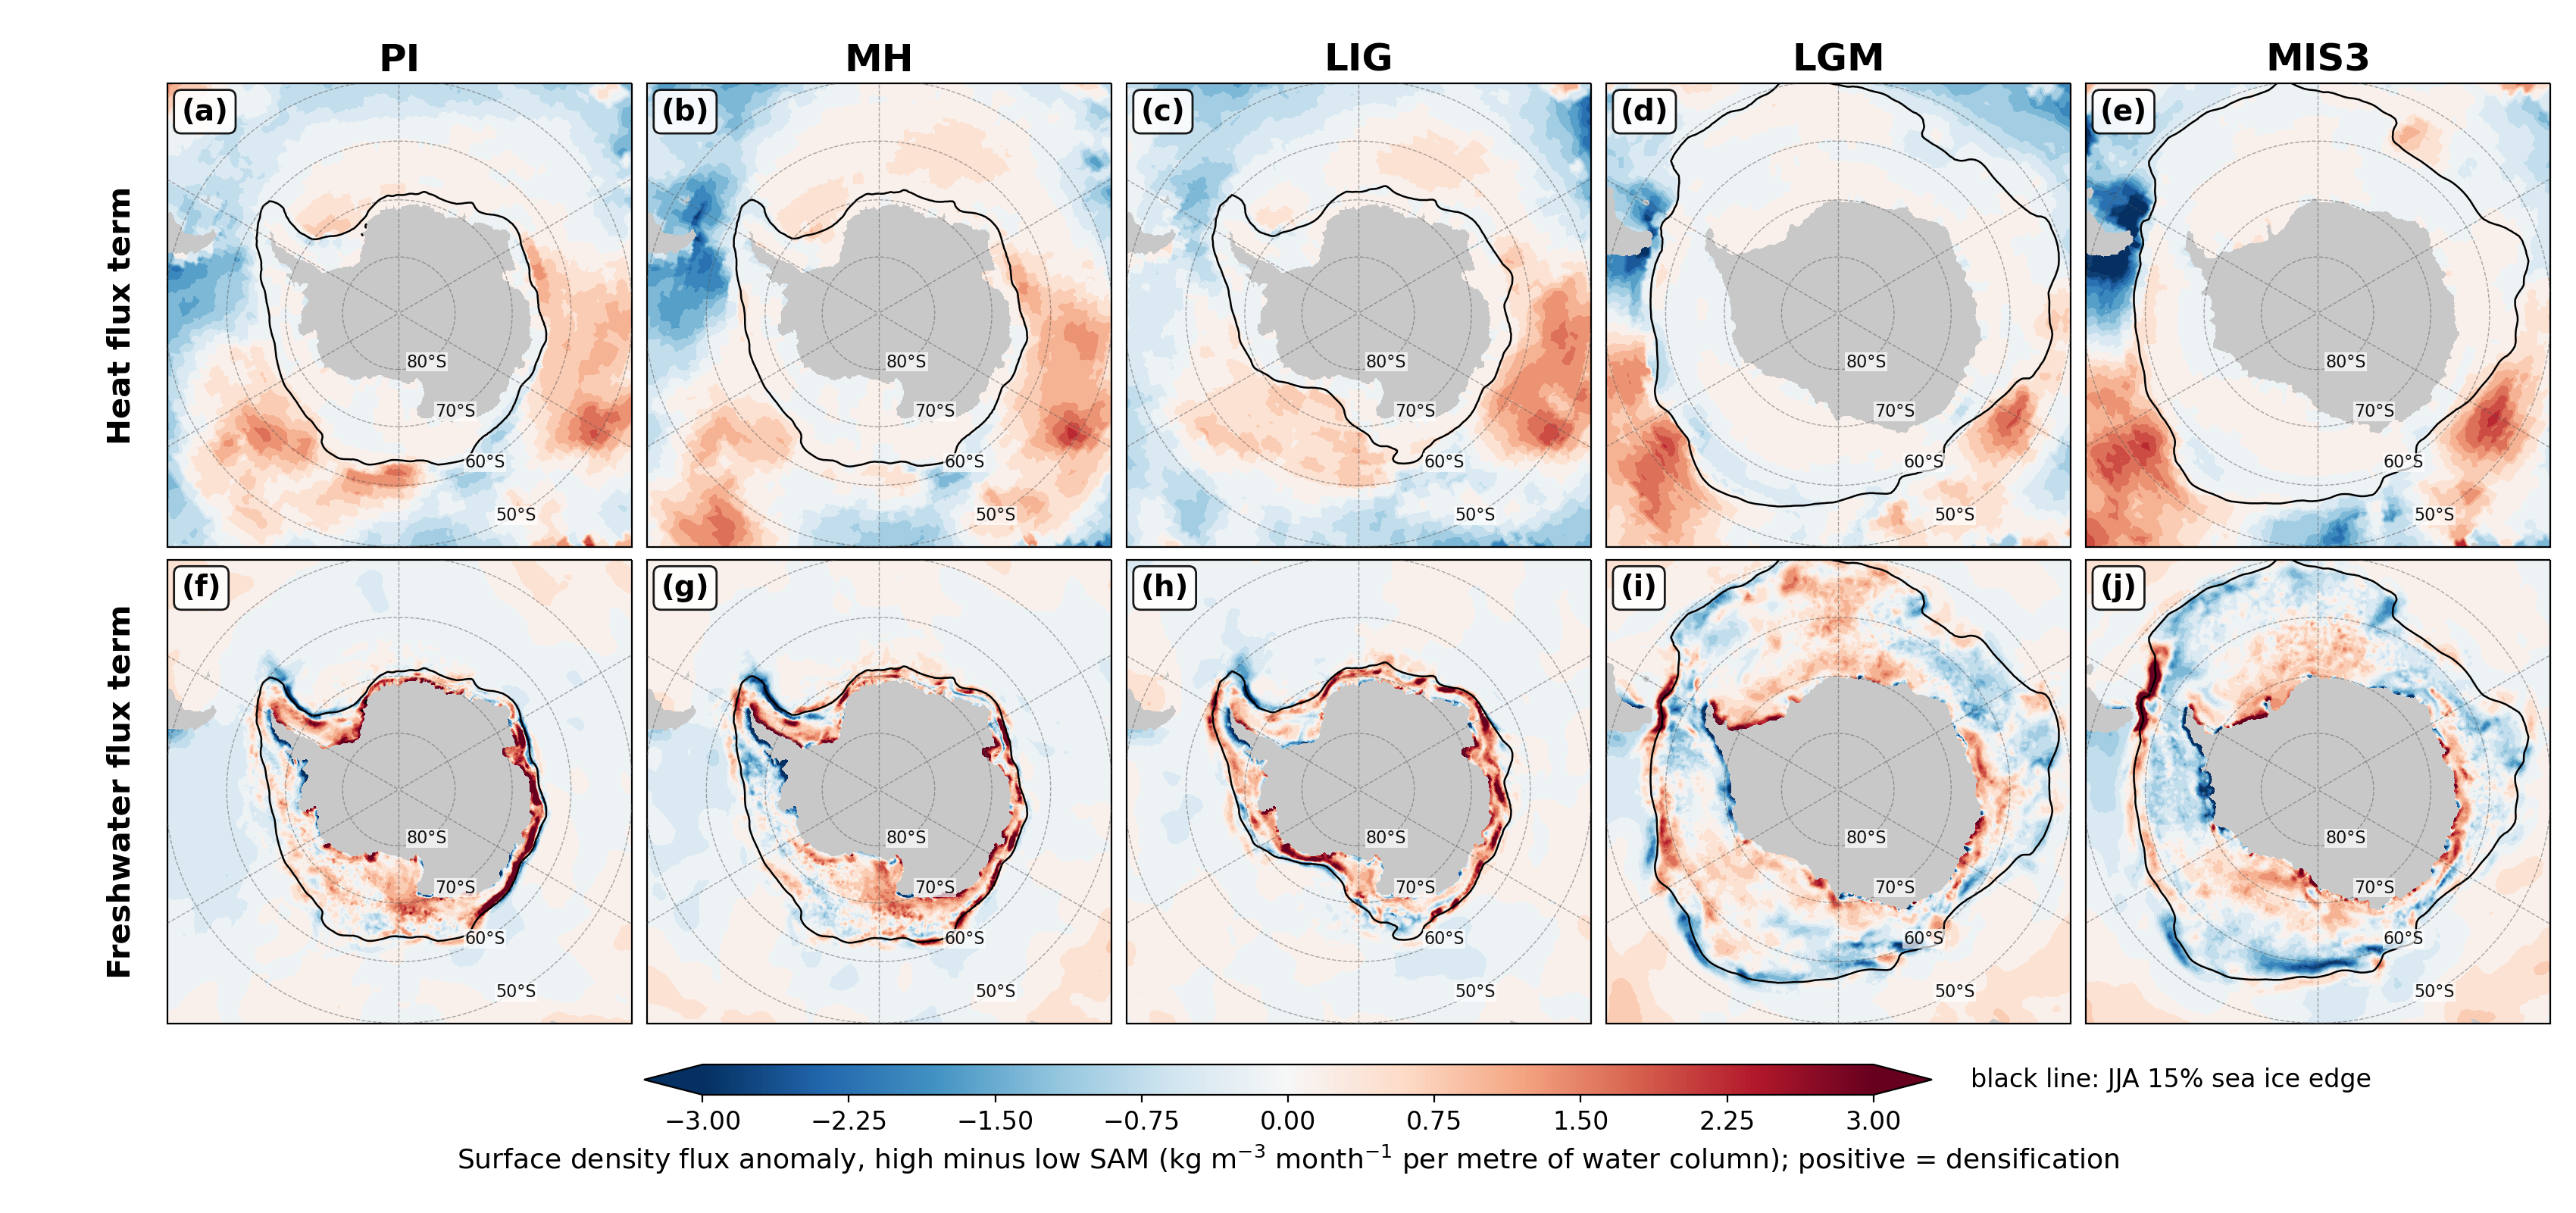 PI MH LIG LGM MIS3
Heat flux term
(a) (b) (c) (d) (e)
80°S 80°S 80°S 80°S 80°S
70°S 70°S 70°S 70°S 70°S
60°S 60°S 60°S 60°S 60°S
50°S 50°S 50°S 50°S 50°S
Freshwater flux term
(f) (g) (h) (i) (j)
80°S 80°S 80°S 80°S 80°S
70°S 70°S 70°S 70°S 70°S
60°S 60°S 60°S 60°S 60°S
50°S 50°S 50°S 50°S 50°S
black line: JJA 15% sea ice edge
−3.00 −2.25 −1.50 −0.75 0.00 0.75 1.50 2.25 3.00
Surface density flux anomaly, high minus low SAM (kg m⁻³ month⁻¹ per metre of water column); positive = densification